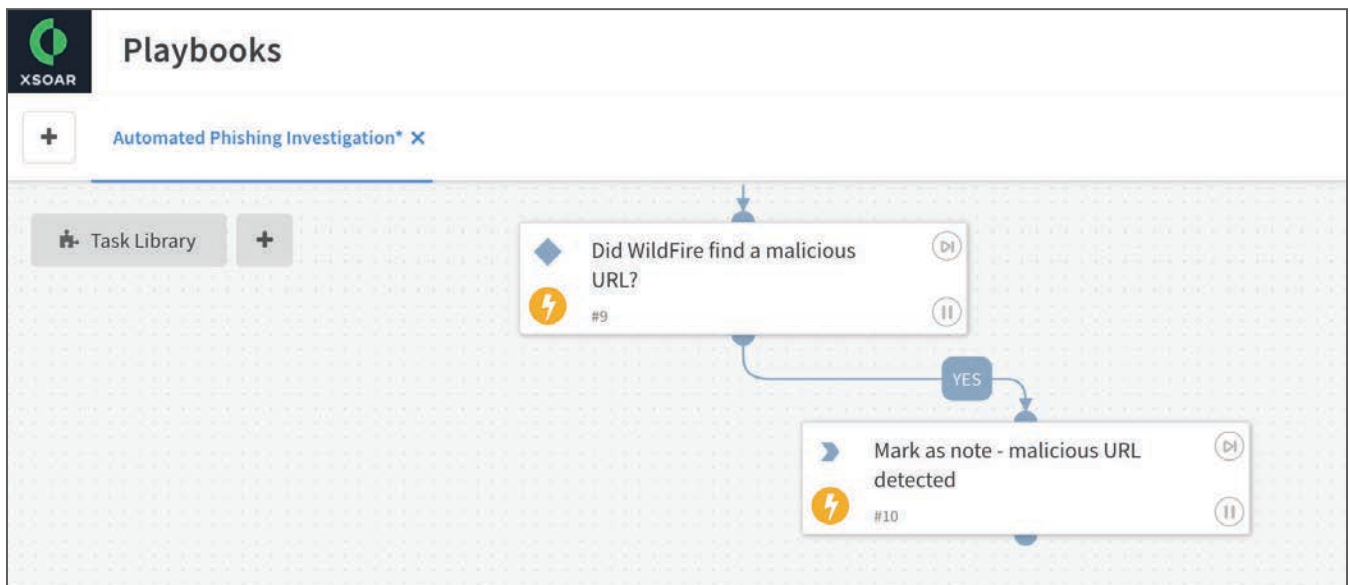 XSOAR
Playbooks
+
Automated Phishing Investigation* ×
Task Library +
Did WildFire find a malicious
URL?
#9
YES
Mark as note - malicious URL
detected
#10